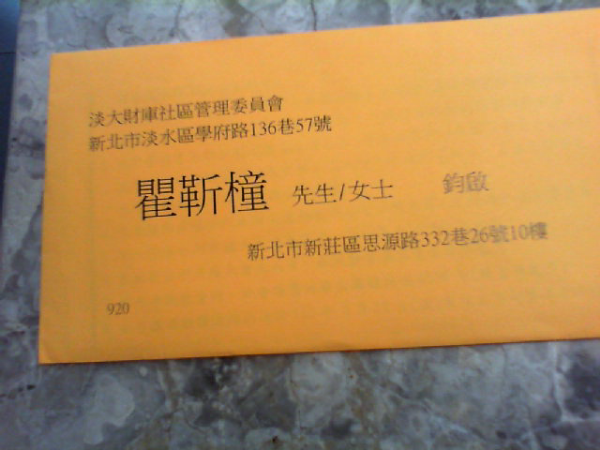 淡大財庫社區管理委員會
新北市淡水區學府路136巷57號
瞿靳橦 先生/女士 鈞啟
新北市新莊區思源路332巷26號10樓
920